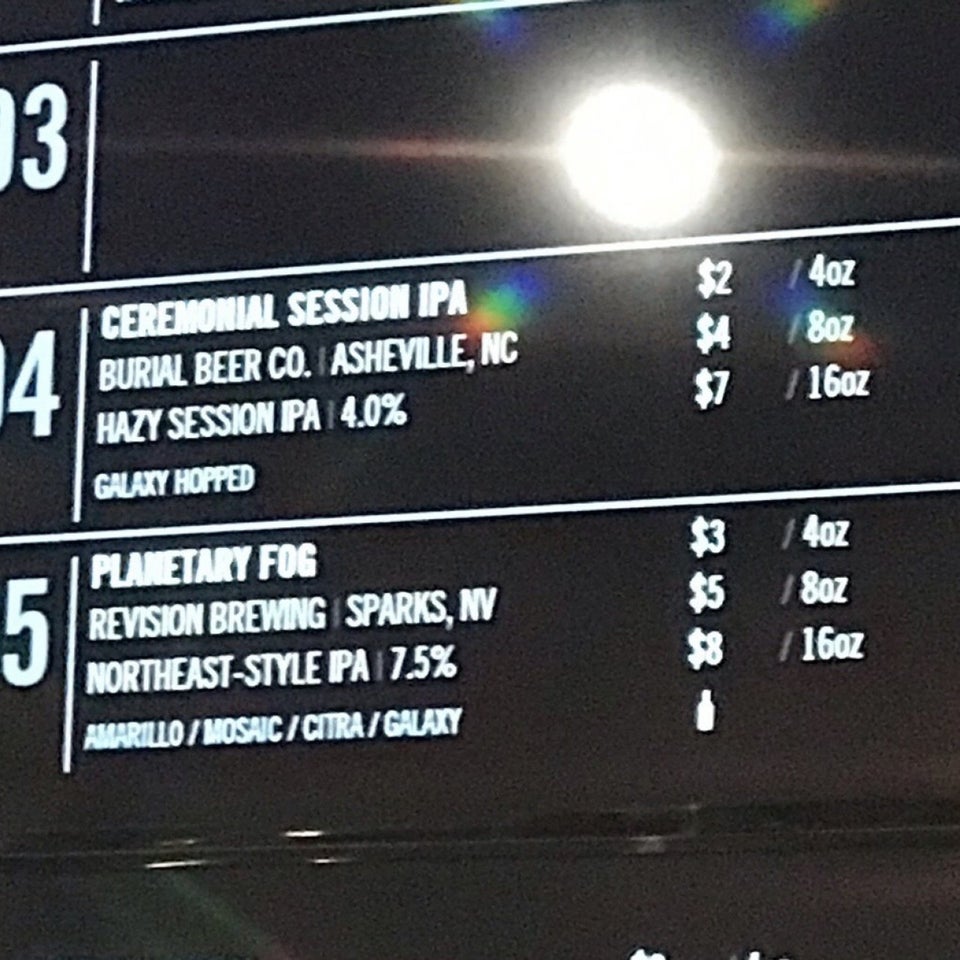 03
04
CEREMONIAL SESSION IPA
BURIAL BEER CO. | ASHEVILLE, NC
HAZY SESSION IPA | 4.0%
GALAXY HOPPED
$2 / 4oz
$4 / 8oz
$7 / 16oz
5
PLANETARY FOG
REVISION BREWING | SPARKS, NV
NORTHEAST-STYLE IPA | 7.5%
AMARILLO / MOSAIC / CITRA / GALAXY
$3 / 4oz
$5 / 8oz
$8 / 16oz